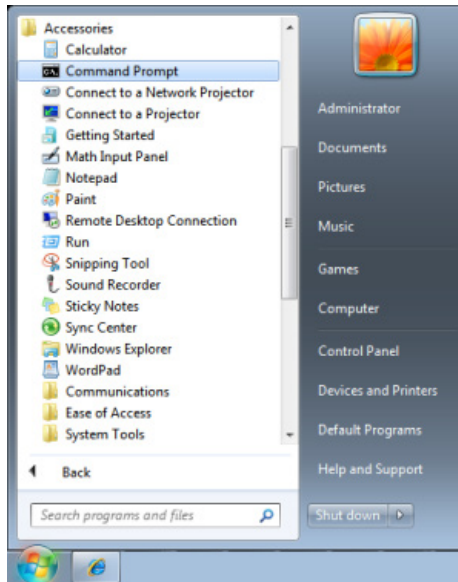 Accessories
Calculator
Command Prompt
Connect to a Network Projector
Connect to a Projector
Getting Started
Math Input Panel
Notepad
Paint
Remote Desktop Connection
Run
Snipping Tool
Sound Recorder
Sticky Notes
Sync Center
Windows Explorer
WordPad
Communications
Ease of Access
System Tools
Back
Search programs and files
Administrator
Documents
Pictures
Music
Games
Computer
Control Panel
Devices and Printers
Default Programs
Help and Support
Shut down